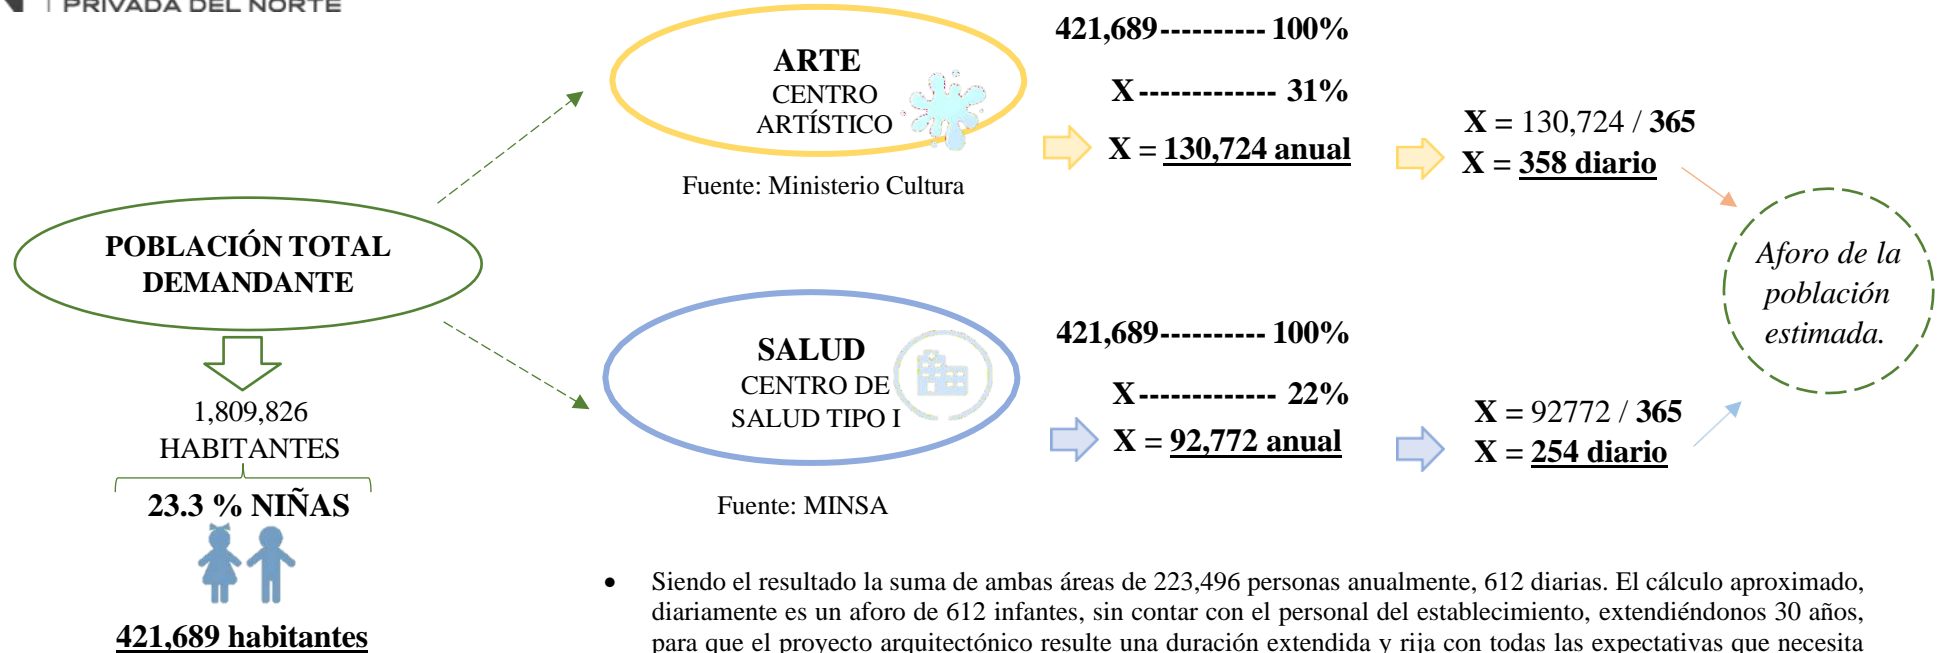 PRIVADA DEL NORTE
POBLACIÓN TOTAL
DEMANDANTE
1,809,826
HABITANTES
23.3 % NIÑAS
421,689 habitantes
ARTE
CENTRO
ARTÍSTICO
Fuente: Ministerio Cultura
421,689---------- 100%
X------------- 31%
X = 130,724 anual
X = 130,724 / 365
X = 358 diario
SALUD
CENTRO DE
SALUD TIPO I
Fuente: MINSA
421,689---------- 100%
X------------- 22%
X = 92,772 anual
X = 92772 / 365
X = 254 diario
Aforo de la
población
estimada.
• Siendo el resultado la suma de ambas áreas de 223,496 personas anualmente, 612 diarias. El cálculo aproximado,
diariamente es un aforo de 612 infantes, sin contar con el personal del establecimiento, extendiéndonos 30 años,
para que el proyecto arquitectónico resulte una duración extendida y rija con todas las expectativas que necesita